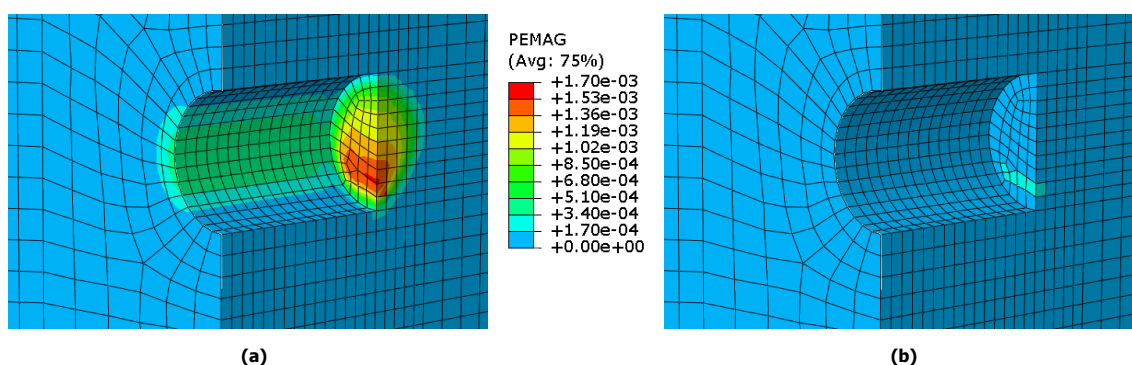 PEMAG
(Avg: 75%)
+1.70e-03
+1.53e-03
+1.36e-03
+1.19e-03
+1.02e-03
+8.50e-04
+6.80e-04
+5.10e-04
+3.40e-04
+1.70e-04
+0.00e+00
(a)
(b)